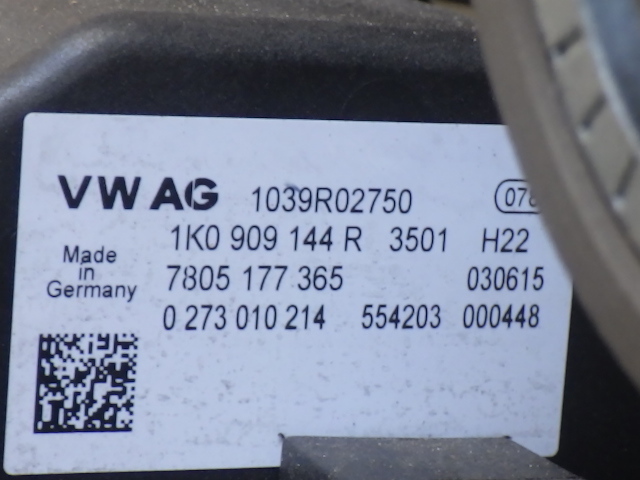 VW AG 1039R02750
1K0 909 144 R 3501 H22
Made in Germany
7805 177 365 030615
0 273 010 214 554203 000448